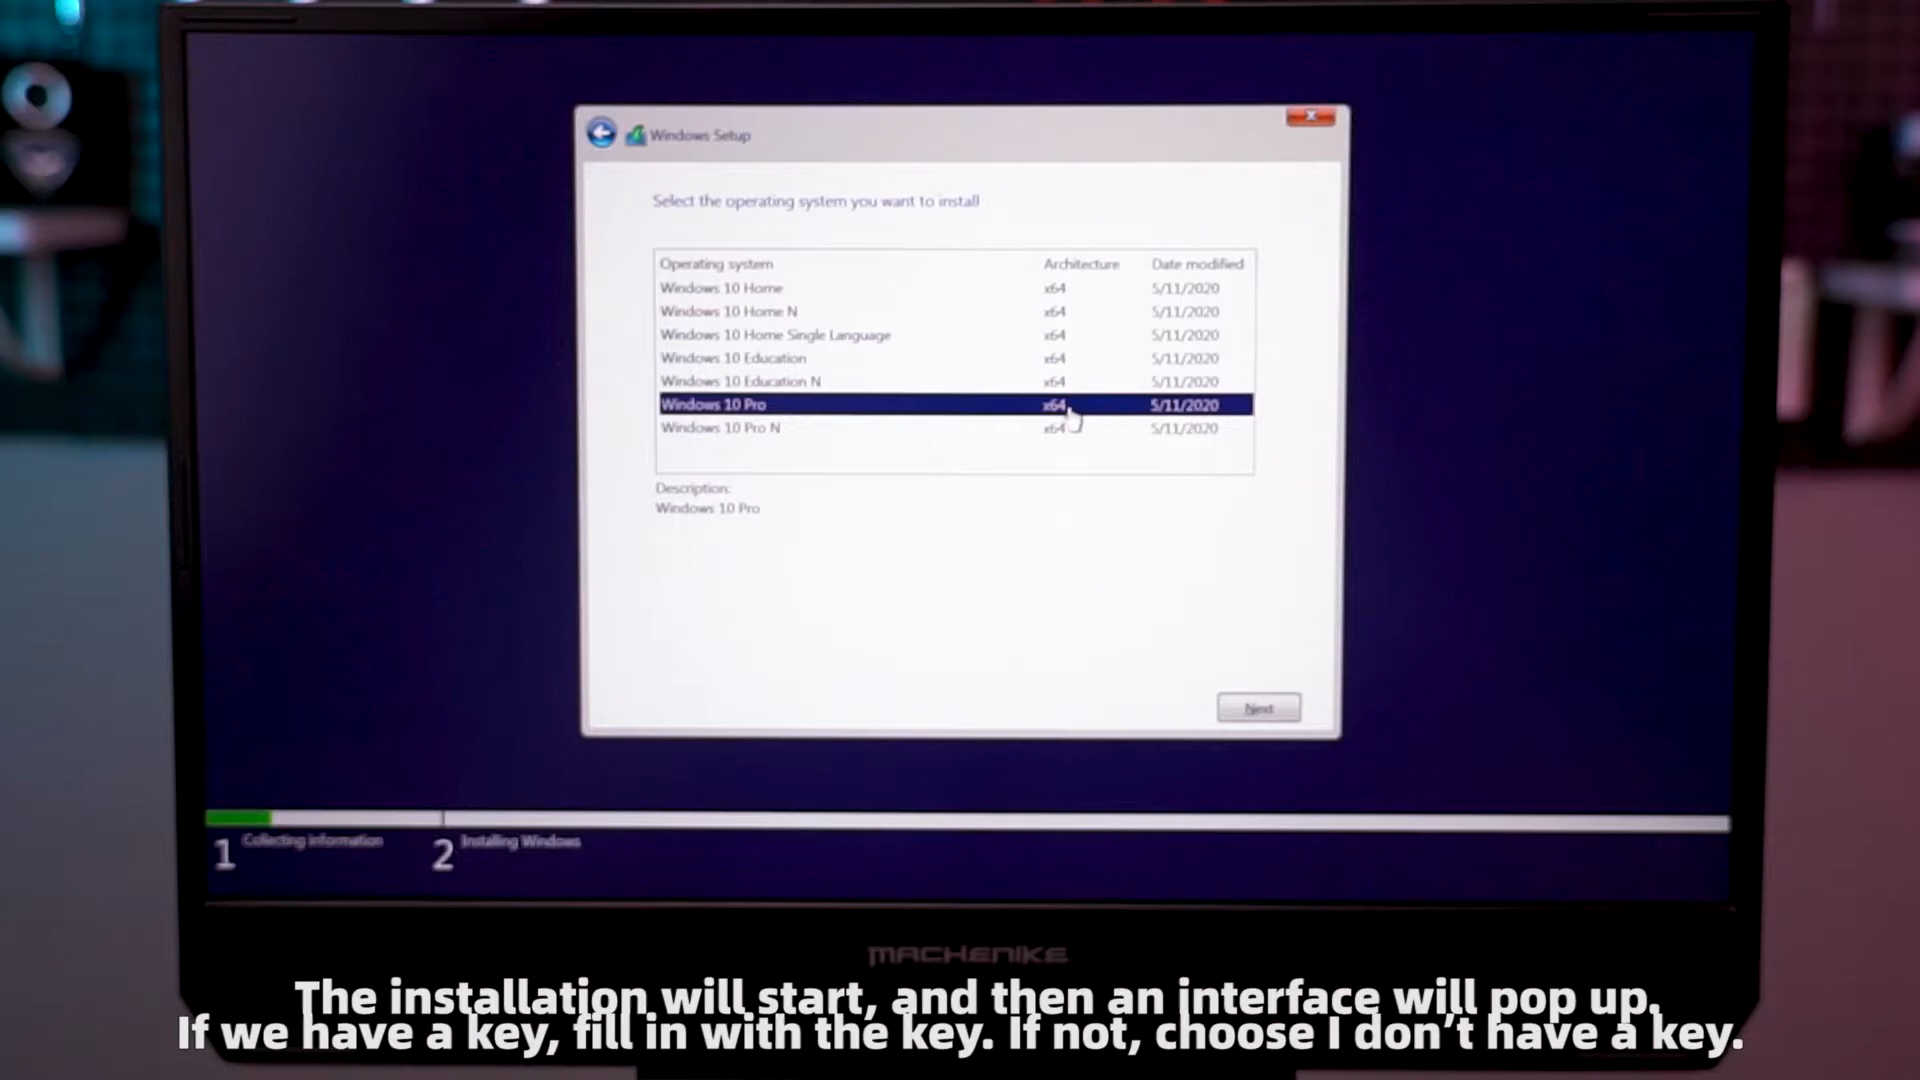 Windows Setup
Select the operating system you want to install
Operating system Architecture Date modified
Windows 10 Home x64 5/11/2020
Windows 10 Home N x64 5/11/2020
Windows 10 Home Single Language x64 5/11/2020
Windows 10 Education x64 5/11/2020
Windows 10 Education N x64 5/11/2020
Windows 10 Pro x64 5/11/2020
Windows 10 Pro N x64 5/11/2020
Description:
Windows 10 Pro
Next
1 Collecting information 2 Installing Windows
MACHENIKE
The installation will start, and then an interface will pop up.
If we have a key, fill in with the key. If not, choose I don't have a key.